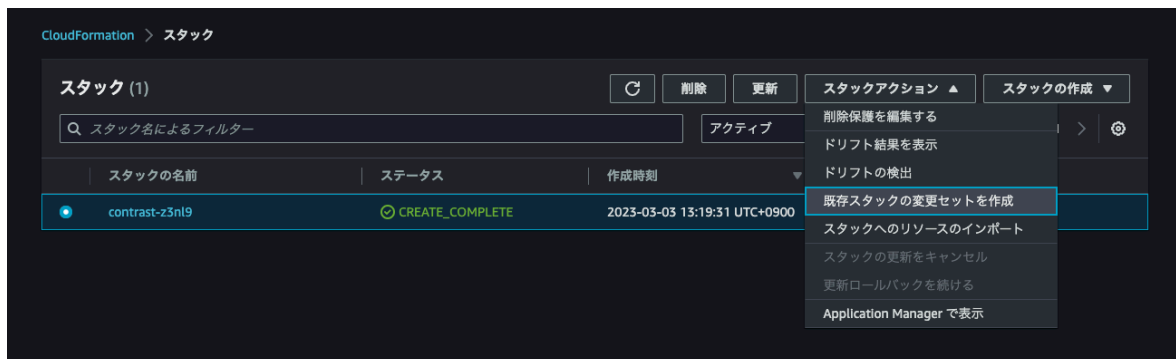 CloudFormation > スタック
スタック (1)
削除
更新
スタックアクション ▲
スタックの作成 ▼
スタック名によるフィルター
アクティブ
削除保護を編集する
ドリフト結果を表示
ドリフトの検出
既存スタックの変更セットを作成
スタックへのリソースのインポート
スタックの更新をキャンセル
更新ロールバックを続ける
Application Manager で表示
スタックの名前
ステータス
作成時刻
contrast-z3nl9
CREATE_COMPLETE
2023-03-03 13:19:31 UTC+0900